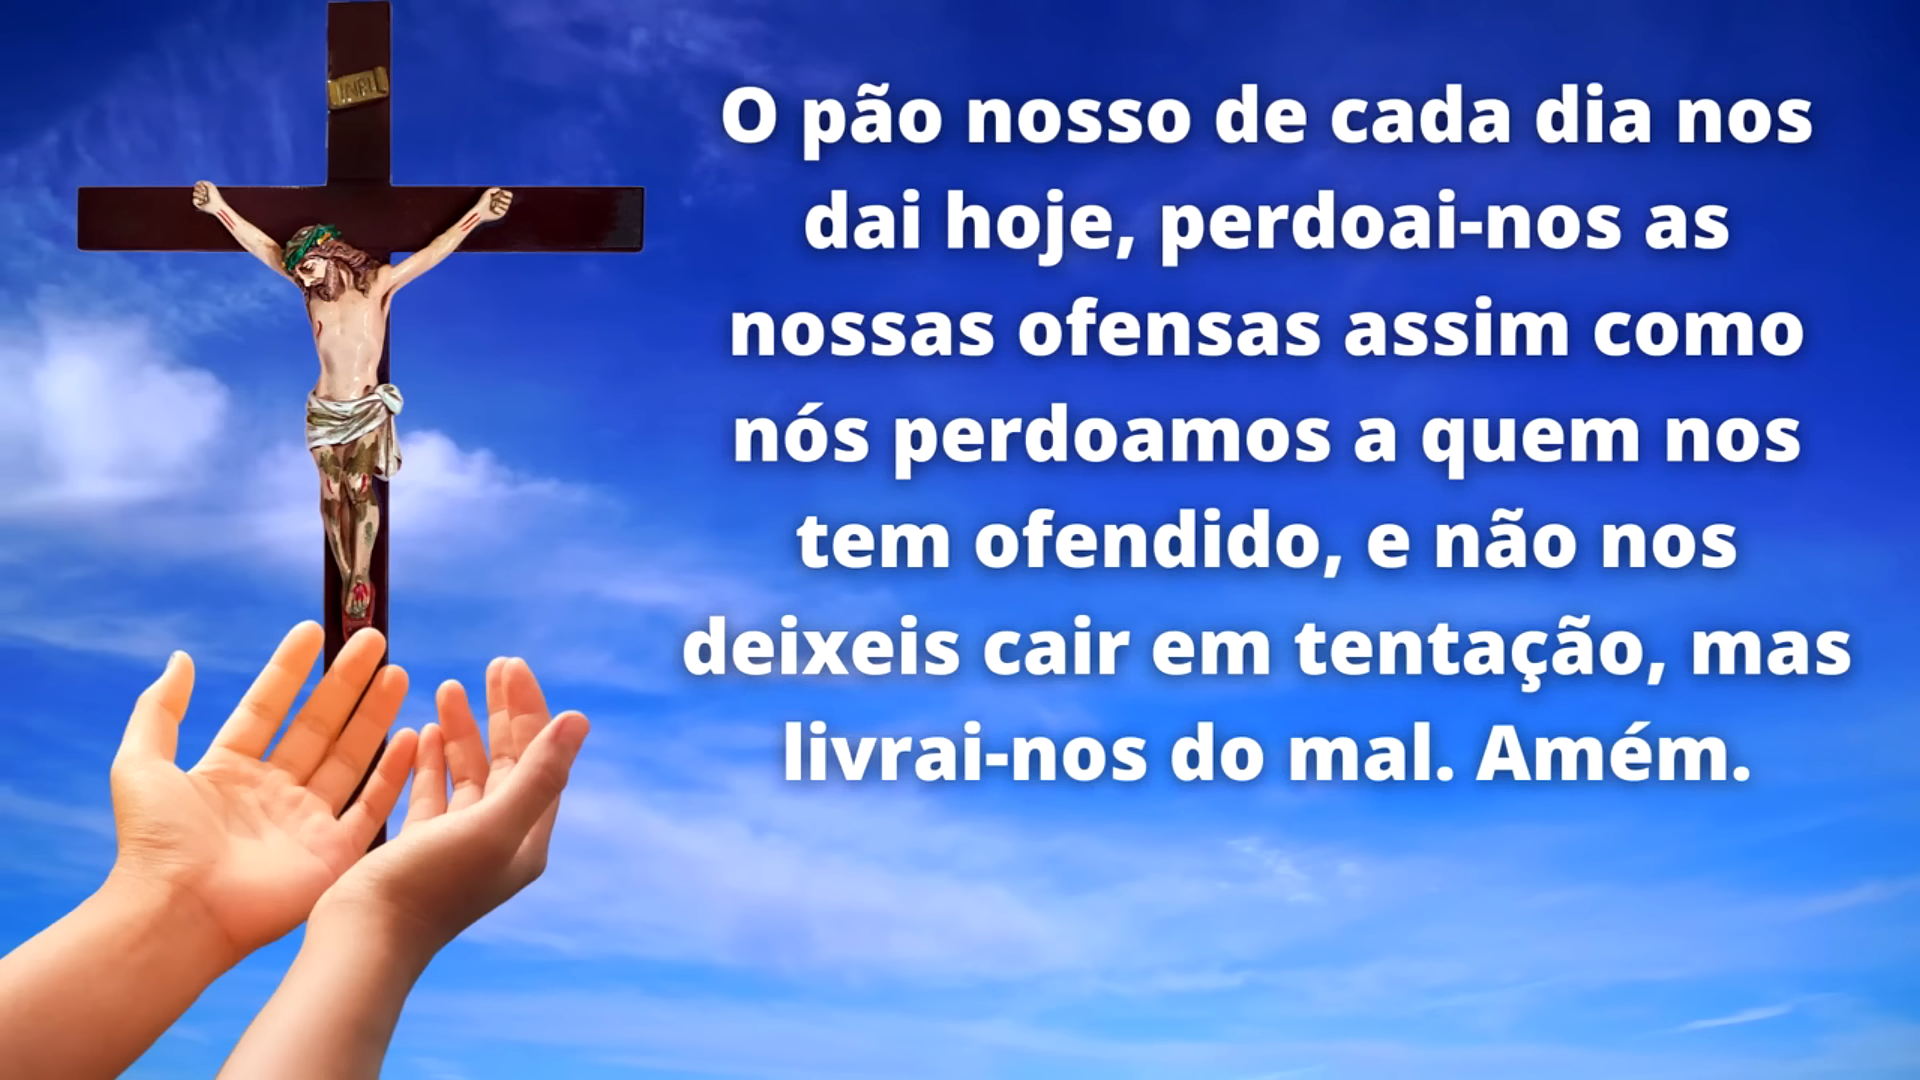 INRI
O pão nosso de cada dia nos
dai hoje, perdoai-nos as
nossas ofensas assim como
nós perdoamos a quem nos
tem ofendido, e não nos
deixeis cair em tentação, mas
livrai-nos do mal. Amém.